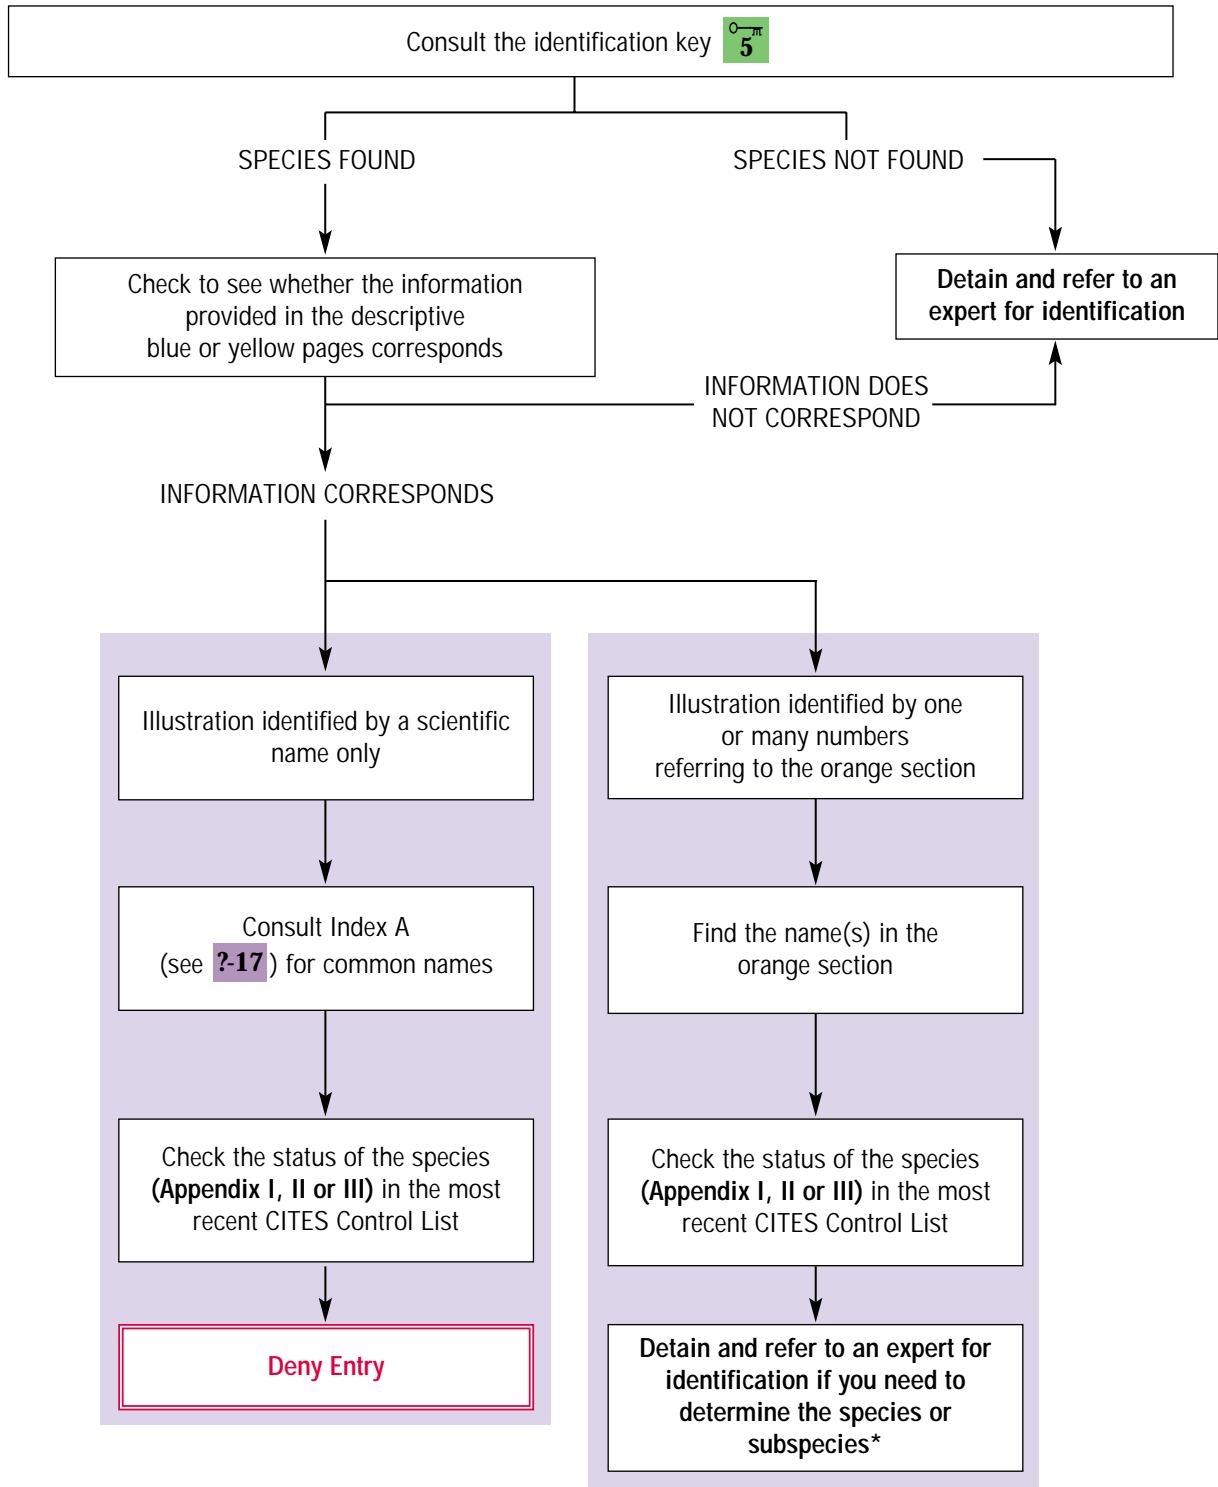 Consult the identification key 5
SPECIES FOUND
SPECIES NOT FOUND
Check to see whether the information
provided in the descriptive
blue or yellow pages corresponds
Detain and refer to an
expert for identification
INFORMATION DOES
NOT CORRESPOND
INFORMATION CORRESPONDS
Illustration identified by a scientific
name only
Illustration identified by one
or many numbers
referring to the orange section
Consult Index A
(see ?-17) for common names
Find the name(s) in the
orange section
Check the status of the species
(Appendix I, II or III) in the most
recent CITES Control List
Check the status of the species
(Appendix I, II or III) in the most
recent CITES Control List
Deny Entry
Detain and refer to an expert for
identification if you need to
determine the species or
subspecies*